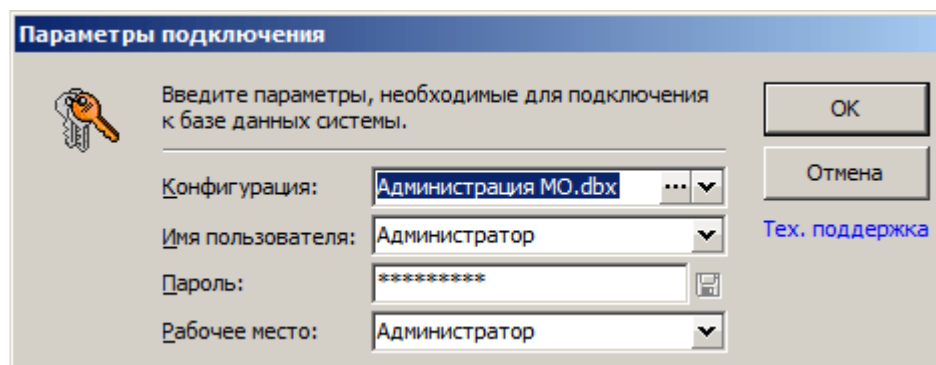 Параметры подключения
Введите параметры, необходимые для подключения
к базе данных системы.
Конфигурация: Администрация МО.dbx ...
Имя пользователя: Администратор
Пароль: *********
Рабочее место: Администратор
OK
Отмена
Тех. поддержка